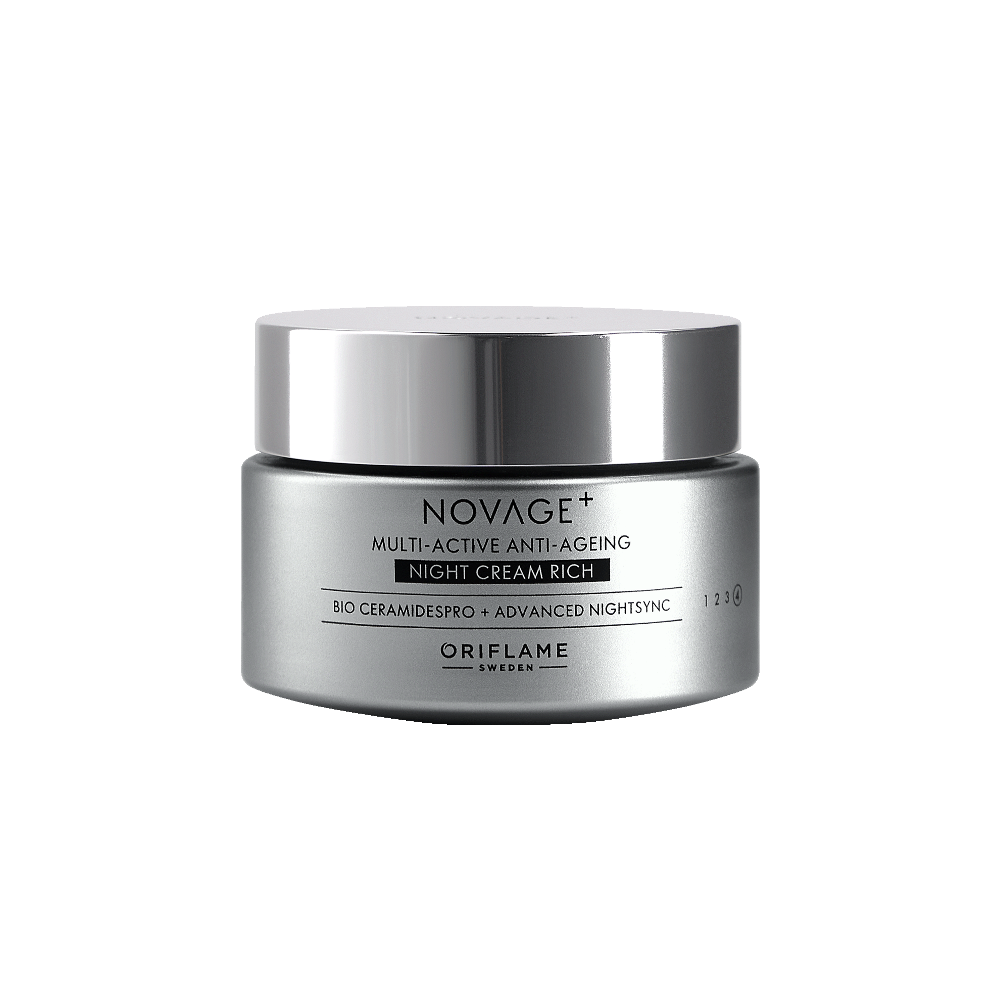 NOVAGE+
MULTI-ACTIVE ANTI-AGEING
NIGHT CREAM RICH
BIO CERAMIDESPRO + ADVANCED NIGHTSYNC
1 2 3 4
ORIFLAME
SWEDEN